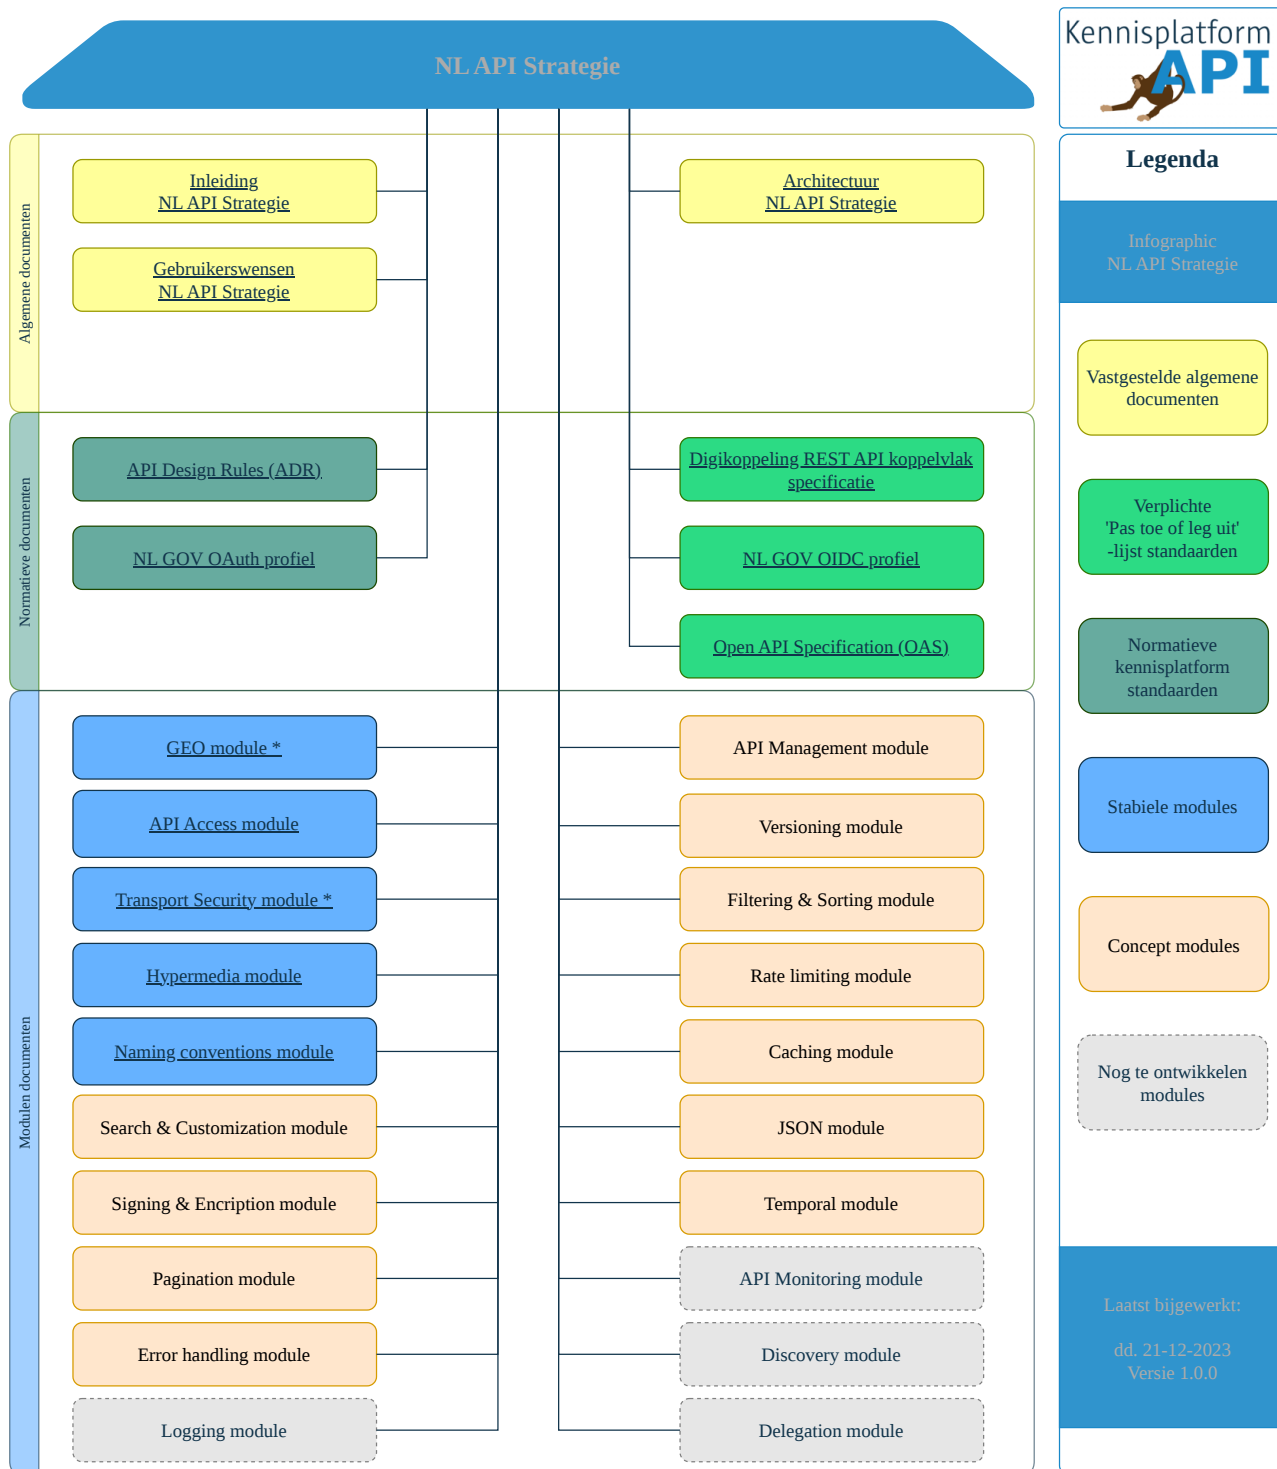 NL API Strategie
Kennisplatform
API
Algemene documenten
Inleiding
NL API Strategie
Architectuur
NL API Strategie
Gebruikerswensen
NL API Strategie
Normatieve documenten
API Design Rules (ADR)
Digikoppeling REST API koppelvlak
specificatie
NL GOV OAuth profiel
NL GOV OIDC profiel
Open API Specification (OAS)
Modulen documenten
GEO module *
API Management module
API Access module
Versioning module
Transport Security module *
Filtering & Sorting module
Hypermedia module
Rate limiting module
Naming conventions module
Caching module
Search & Customization module
JSON module
Signing & Encription module
Temporal module
Pagination module
API Monitoring module
Error handling module
Discovery module
Logging module
Delegation module
Legenda
Infographic
NL API Strategie
Vastgestelde algemene
documenten
Verplichte
'Pas toe of leg uit'
-lijst standaarden
Normatieve
kennisplatform
standaarden
Stabiele modules
Concept modules
Nog te ontwikkelen
modules
Laatst bijgewerkt:
dd. 21-12-2023
Versie 1.0.0